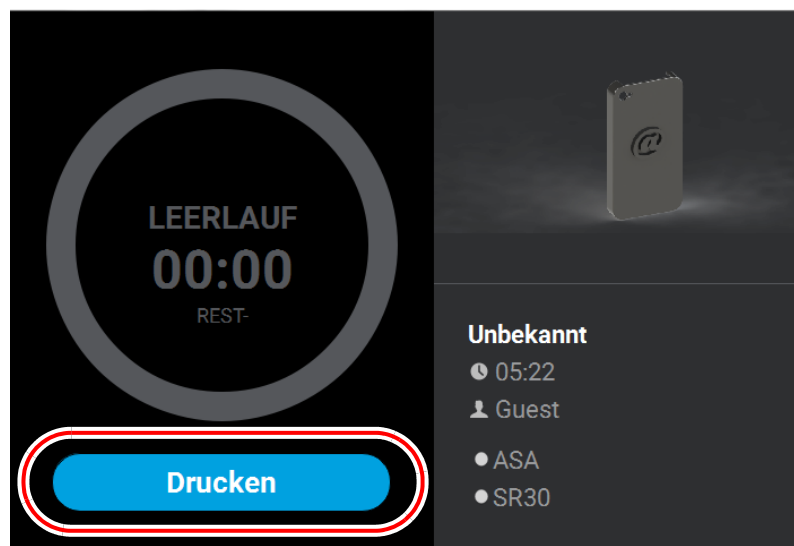 LEERLAUF
00:00
REST-
Drucken
@
Unbekannt
05:22
Guest
ASA
SR30